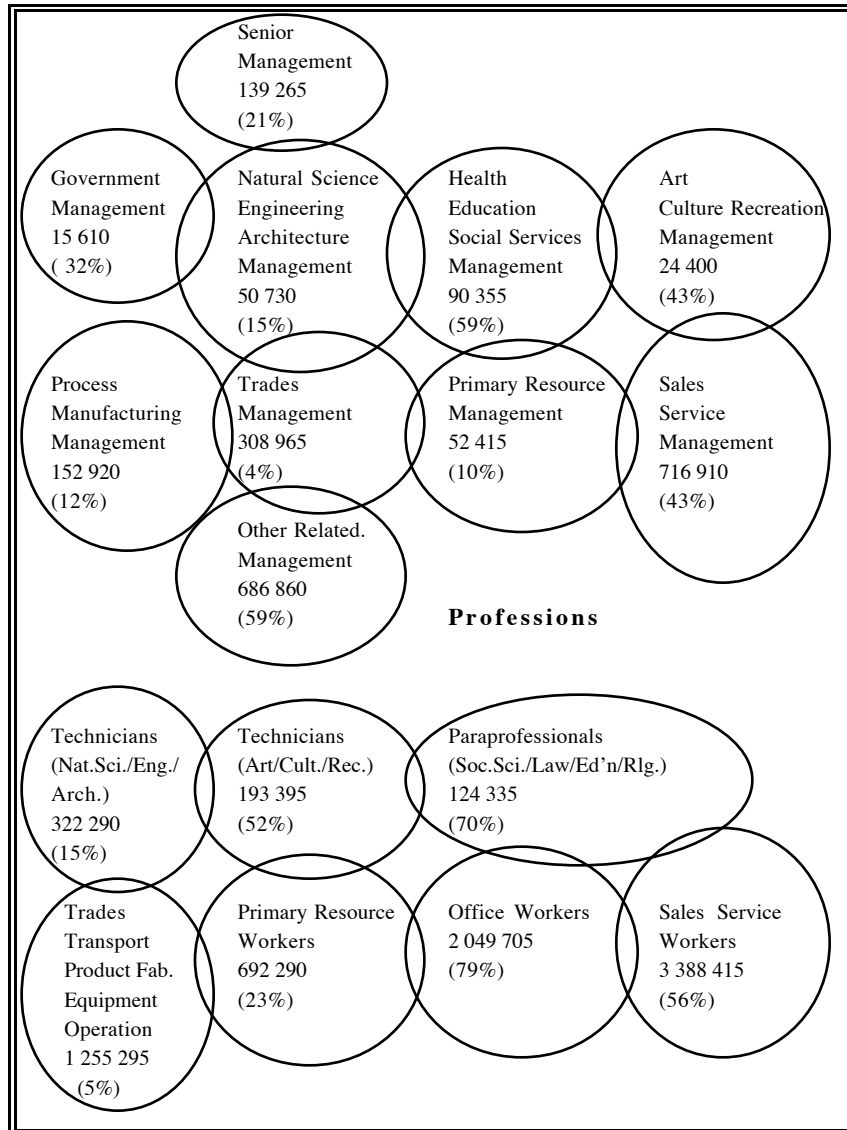 Senior
Management
139 265
(21%)
Government
Management
15 610
( 32%)
Natural Science
Engineering
Architecture
Management
50 730
(15%)
Health
Education
Social Services
Management
90 355
(59%)
Art
Culture Recreation
Management
24 400
(43%)
Process
Manufacturing
Management
152 920
(12%)
Trades
Management
308 965
(4%)
Primary Resource
Management
52 415
(10%)
Sales
Service
Management
716 910
(43%)
Other Related.
Management
686 860
(59%)
Professions
Technicians
(Nat.Sci./Eng./
Arch.)
322 290
(15%)
Technicians
(Art/Cult./Rec.)
193 395
(52%)
Paraprofessionals
(Soc.Sci./Law/Ed’n/Rlg.)
124 335
(70%)
Trades
Transport
Product Fab.
Equipment
Operation
1 255 295
(5%)
Primary Resource
Workers
692 290
(23%)
Office Workers
2 049 705
(79%)
Sales Service
Workers
3 388 415
(56%)